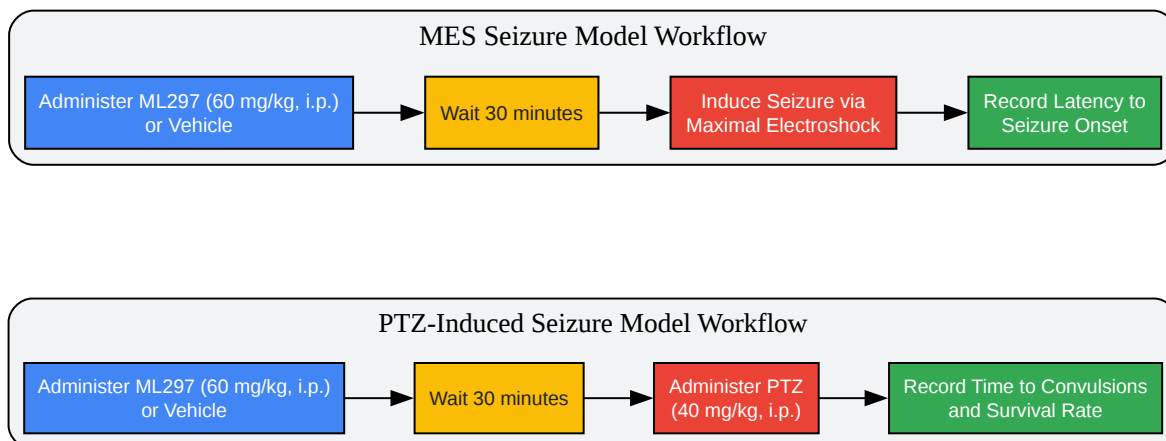 MES Seizure Model Workflow
Administer ML297 (60 mg/kg, i.p.)
or Vehicle
Wait 30 minutes
Induce Seizure via
Maximal Electroshock
Record Latency to
Seizure Onset
PTZ-Induced Seizure Model Workflow
Administer ML297 (60 mg/kg, i.p.)
or Vehicle
Wait 30 minutes
Administer PTZ
(40 mg/kg, i.p.)
Record Time to Convulsions
and Survival Rate